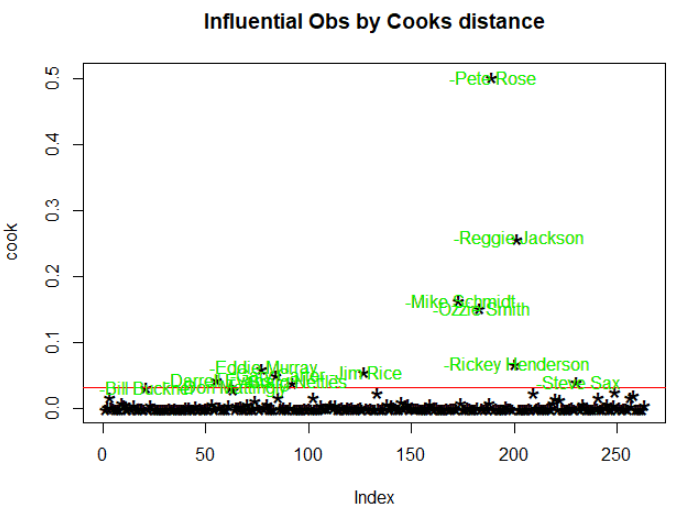 Influential Obs by Cooks distance
cook
0.5
0.4
0.3
0.2
0.1
0.0
-Pete Rose
-Reggie Jackson
-Mike Schmidt
-Ozzie Smith
-Eddie Murray
-Rickey Henderson
-Jim Rice
-Steve Sax
-Bill Buckner
0 50 100 150 200 250
Index